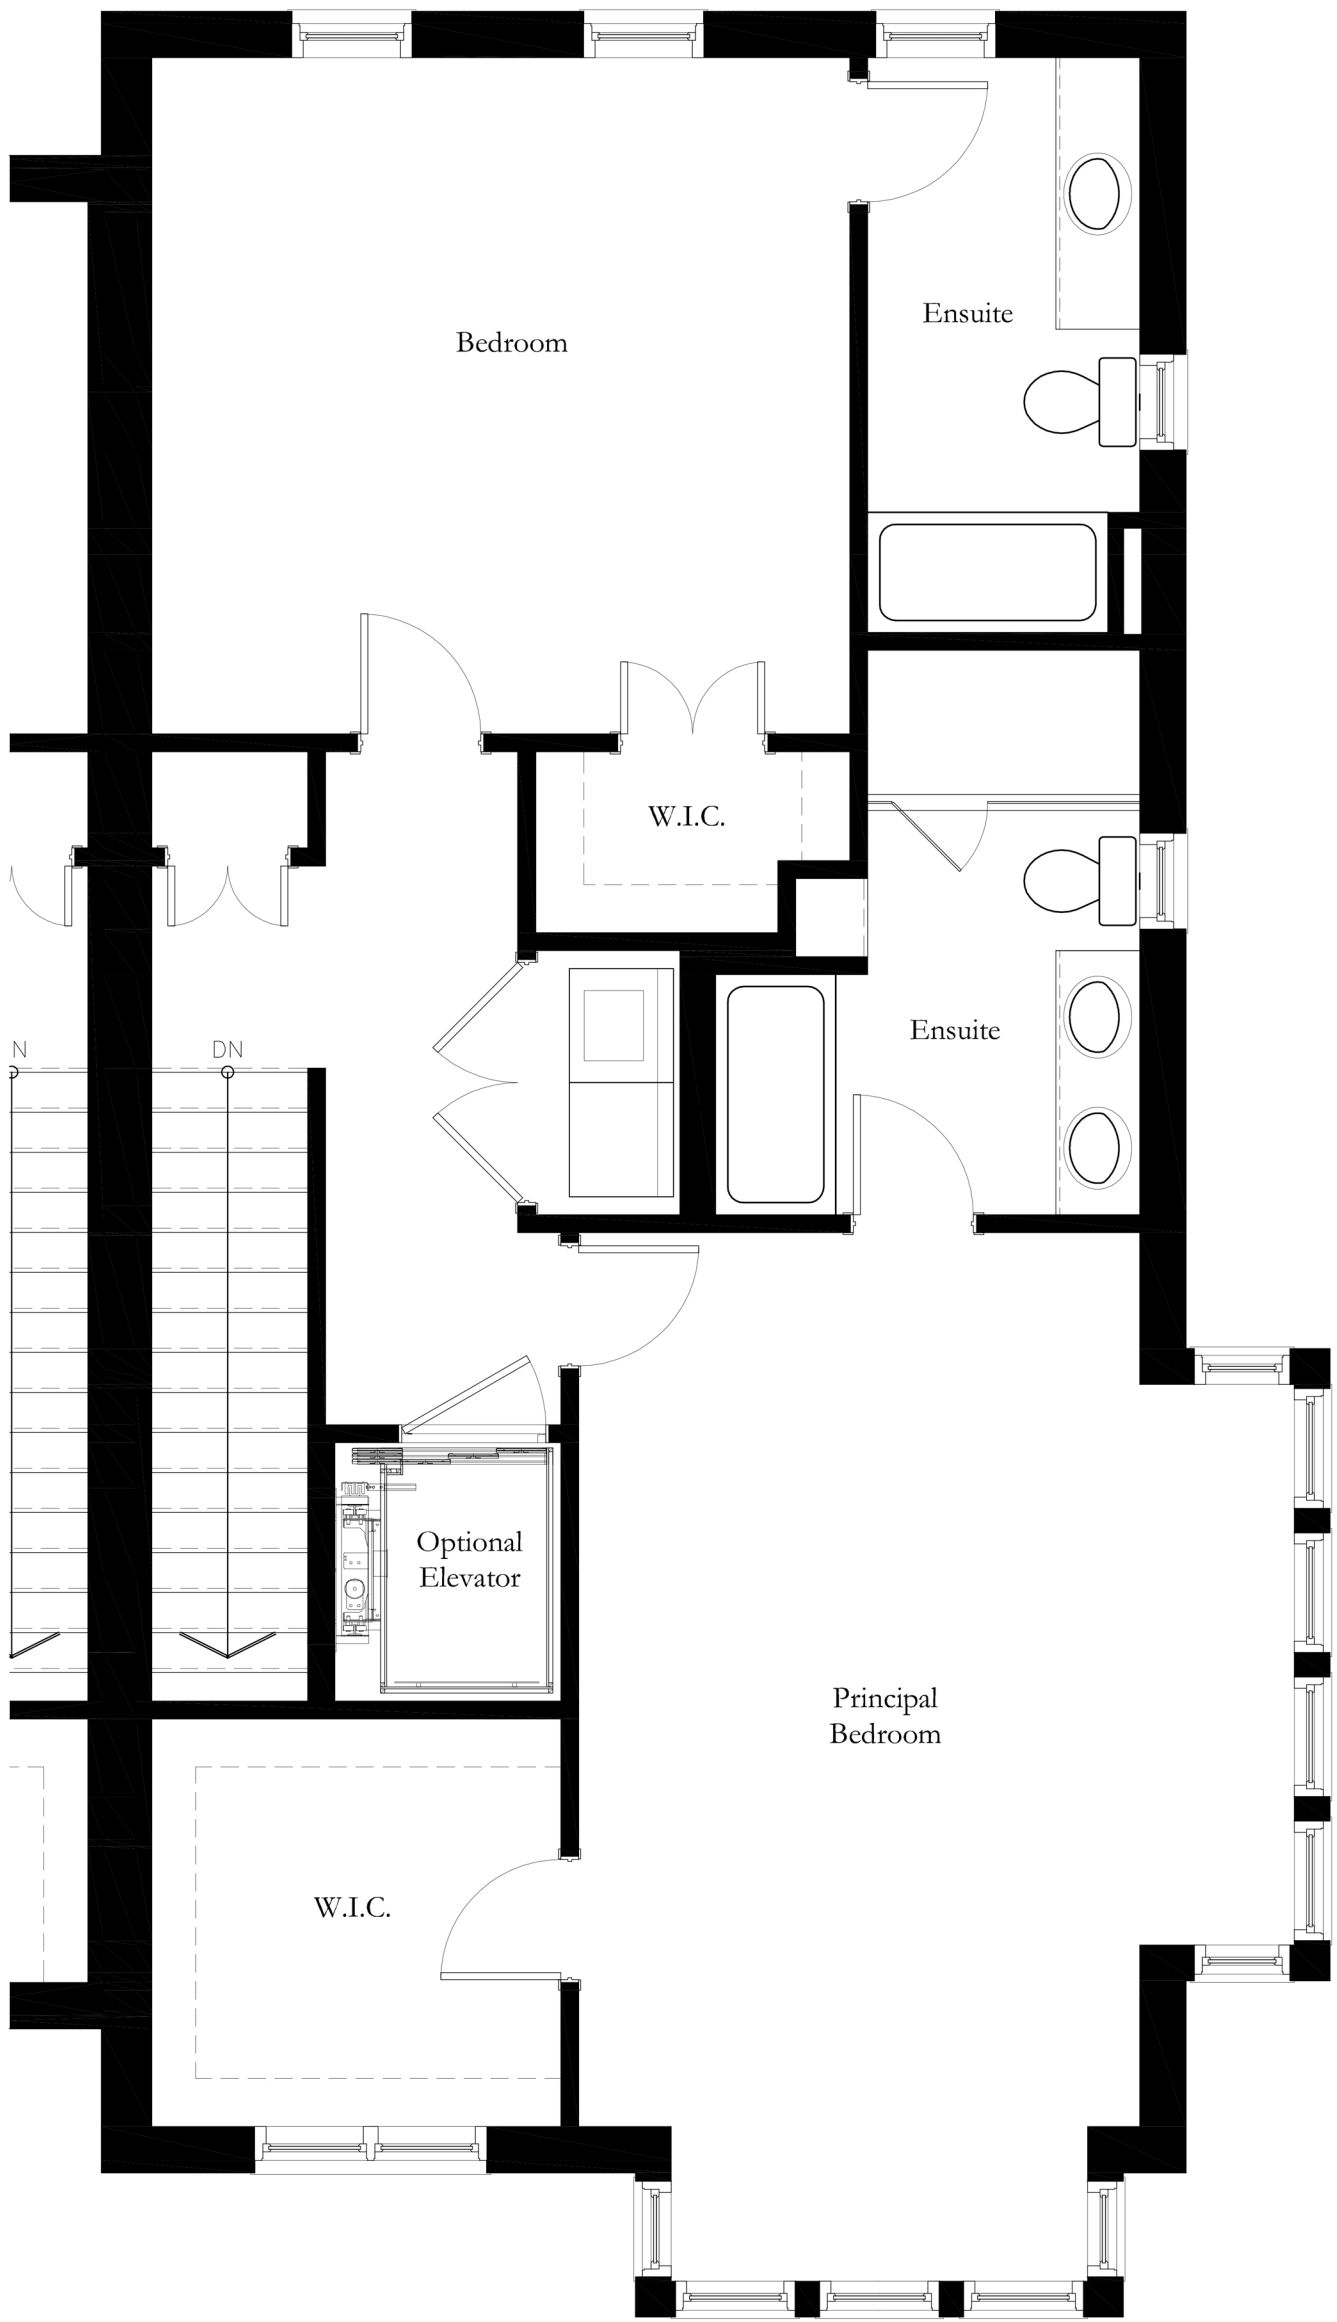 Ensuite
Bedroom
W.I.C.
Ensuite
N
DN
Optional
Elevator
Principal
Bedroom
W.I.C.